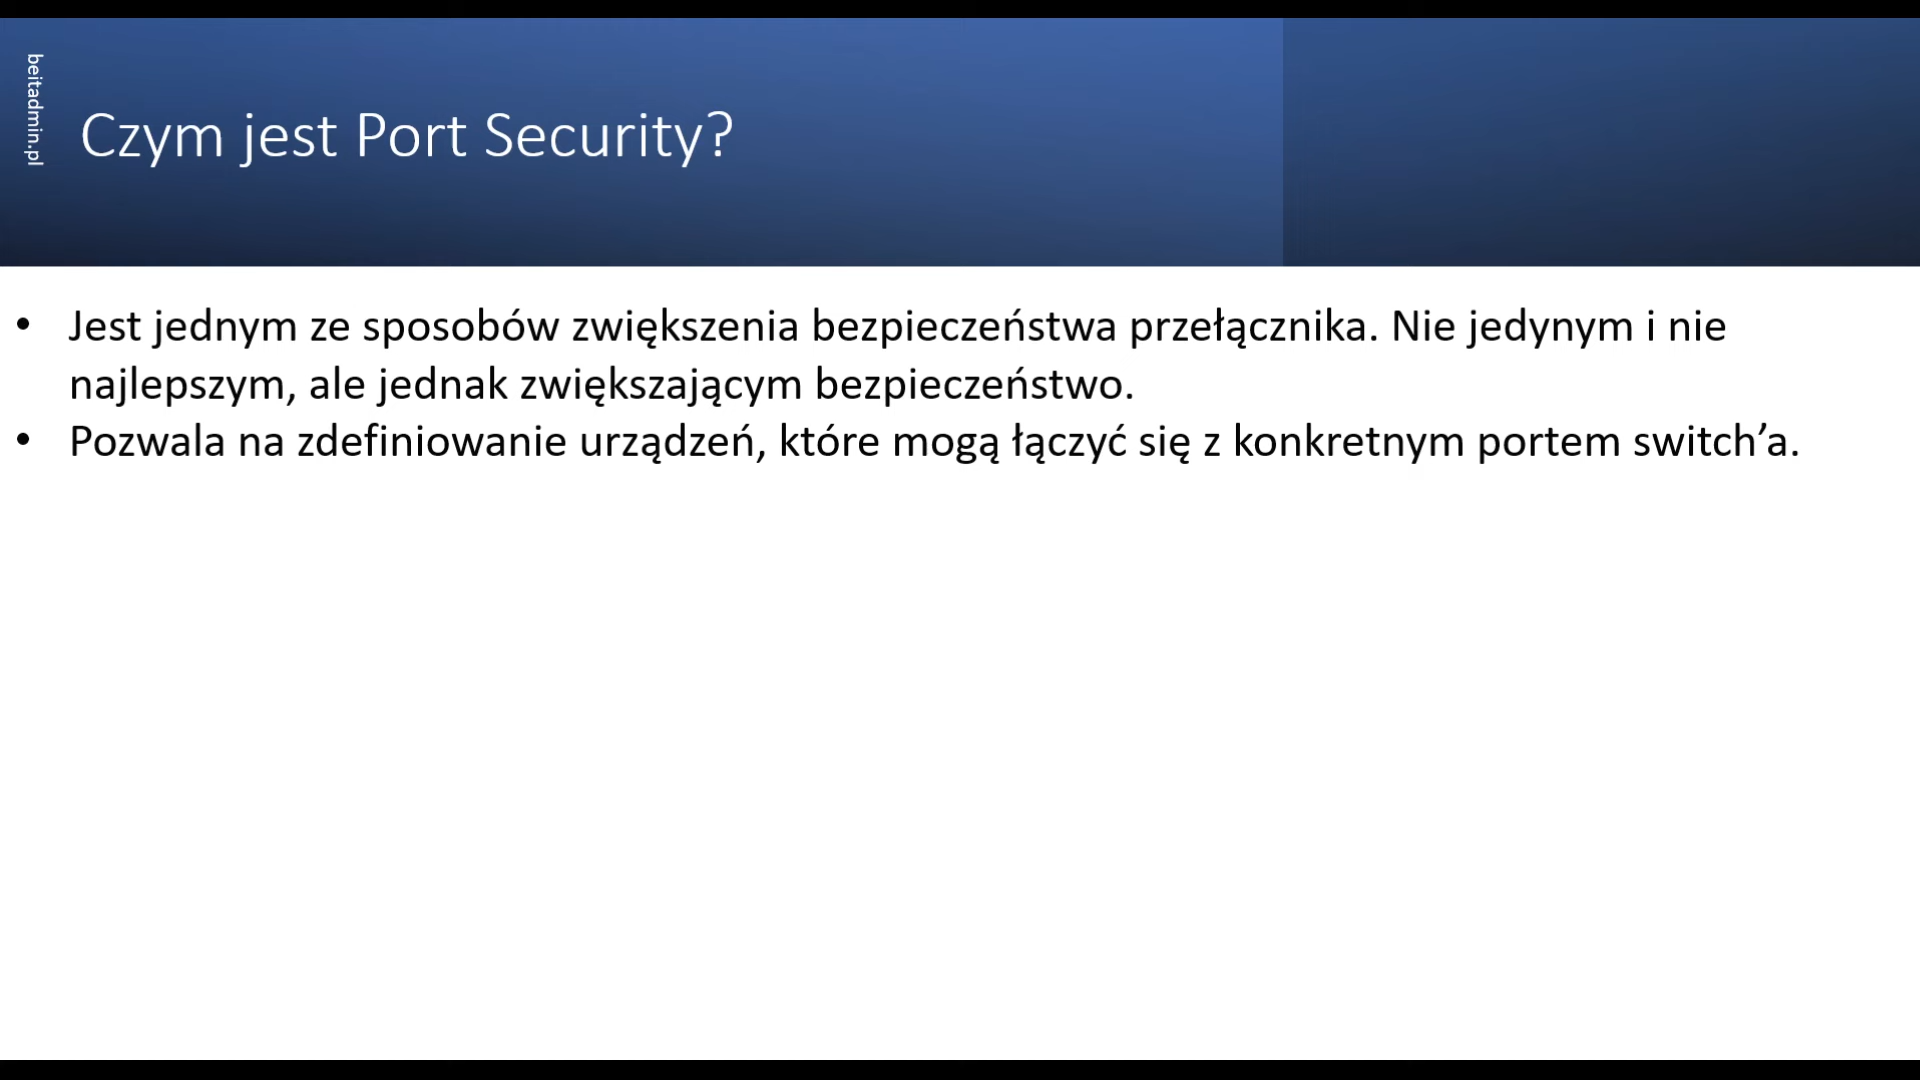 beitadmin.pl
Czym jest Port Security?
• Jest jednym ze sposobów zwiększenia bezpieczeństwa przełącznika. Nie jedynym i nie
najlepszym, ale jednak zwiększającym bezpieczeństwo.
• Pozwala na zdefiniowanie urządzeń, które mogą łączyć się z konkretnym portem switch’a.